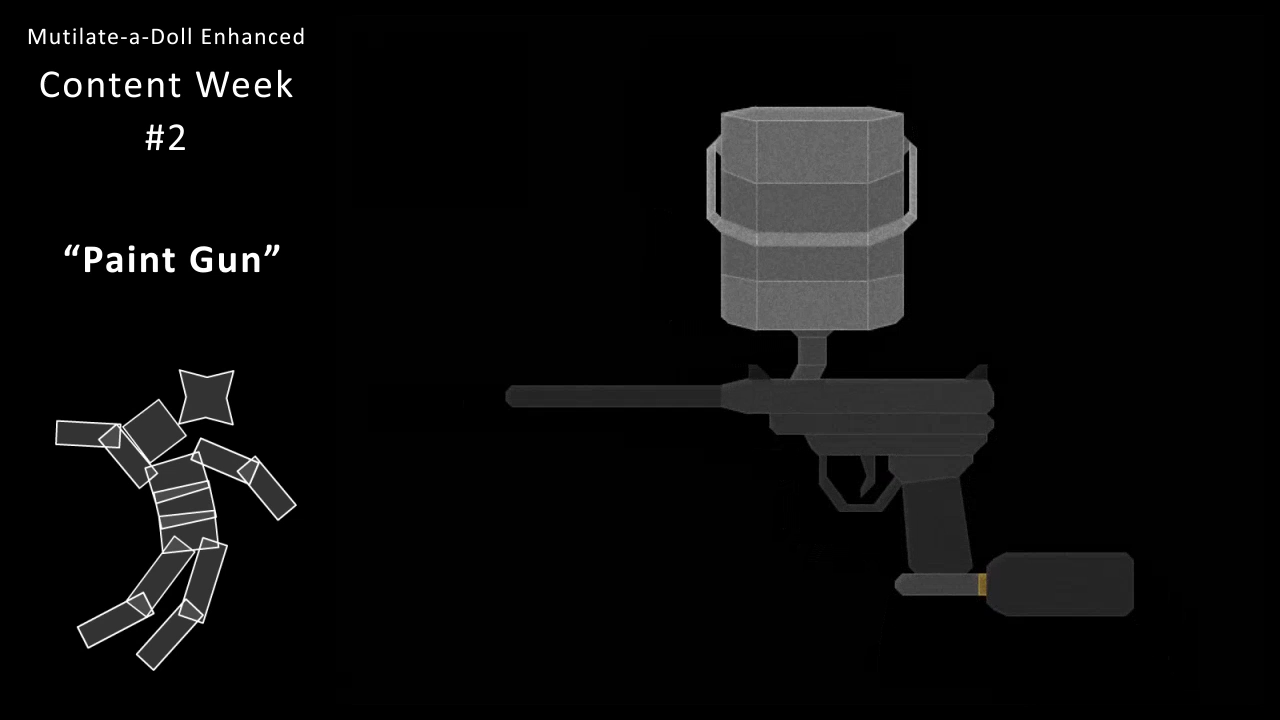 Mutilate-a-Doll Enhanced
Content Week
#2
“Paint Gun”